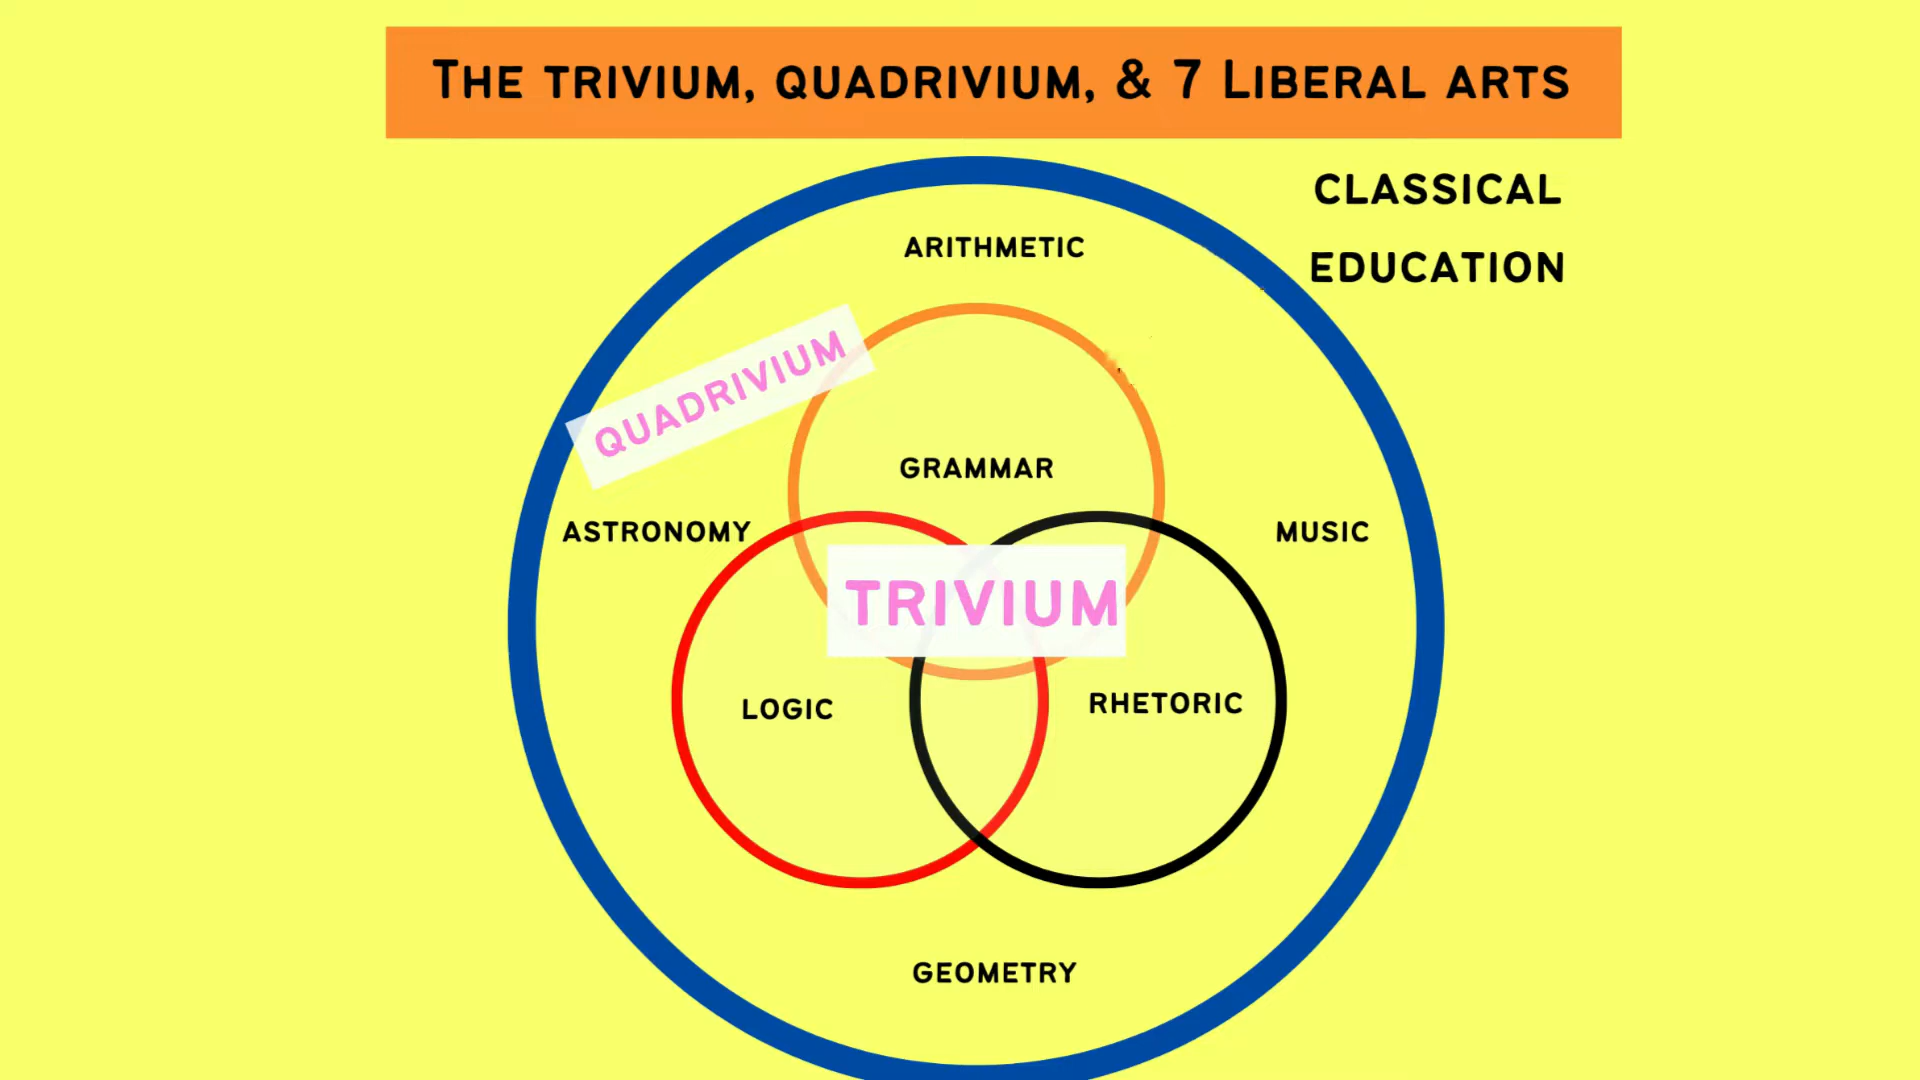 THE TRIVIUM, QUADRIVIUM, & 7 LIBERAL ARTS
CLASSICAL
EDUCATION
ARITHMETIC
QUADRIVIUM
GRAMMAR
ASTRONOMY
MUSIC
TRIVIUM
LOGIC
RHETORIC
GEOMETRY